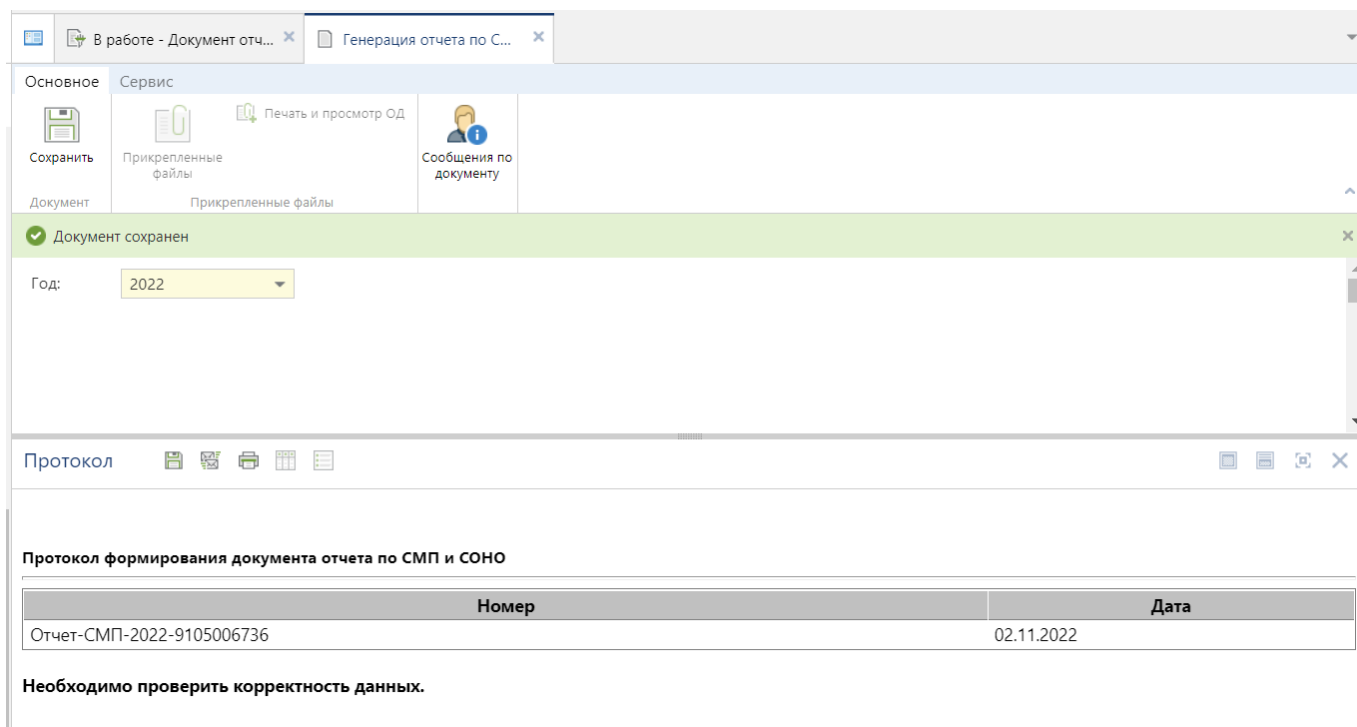 В работе - Документ отч...
Генерация отчета по С...
Основное Сервис
Сохранить
Прикрепленные
файлы
Печать и просмотр ОД
Сообщения по
документу
Документ
Прикрепленные файлы
Документ сохранен
Год: 2022
Протокол
Протокол формирования документа отчета по СМП и СОНО
Номер Дата
Отчет-СМП-2022-9105006736 02.11.2022
Необходимо проверить корректность данных.